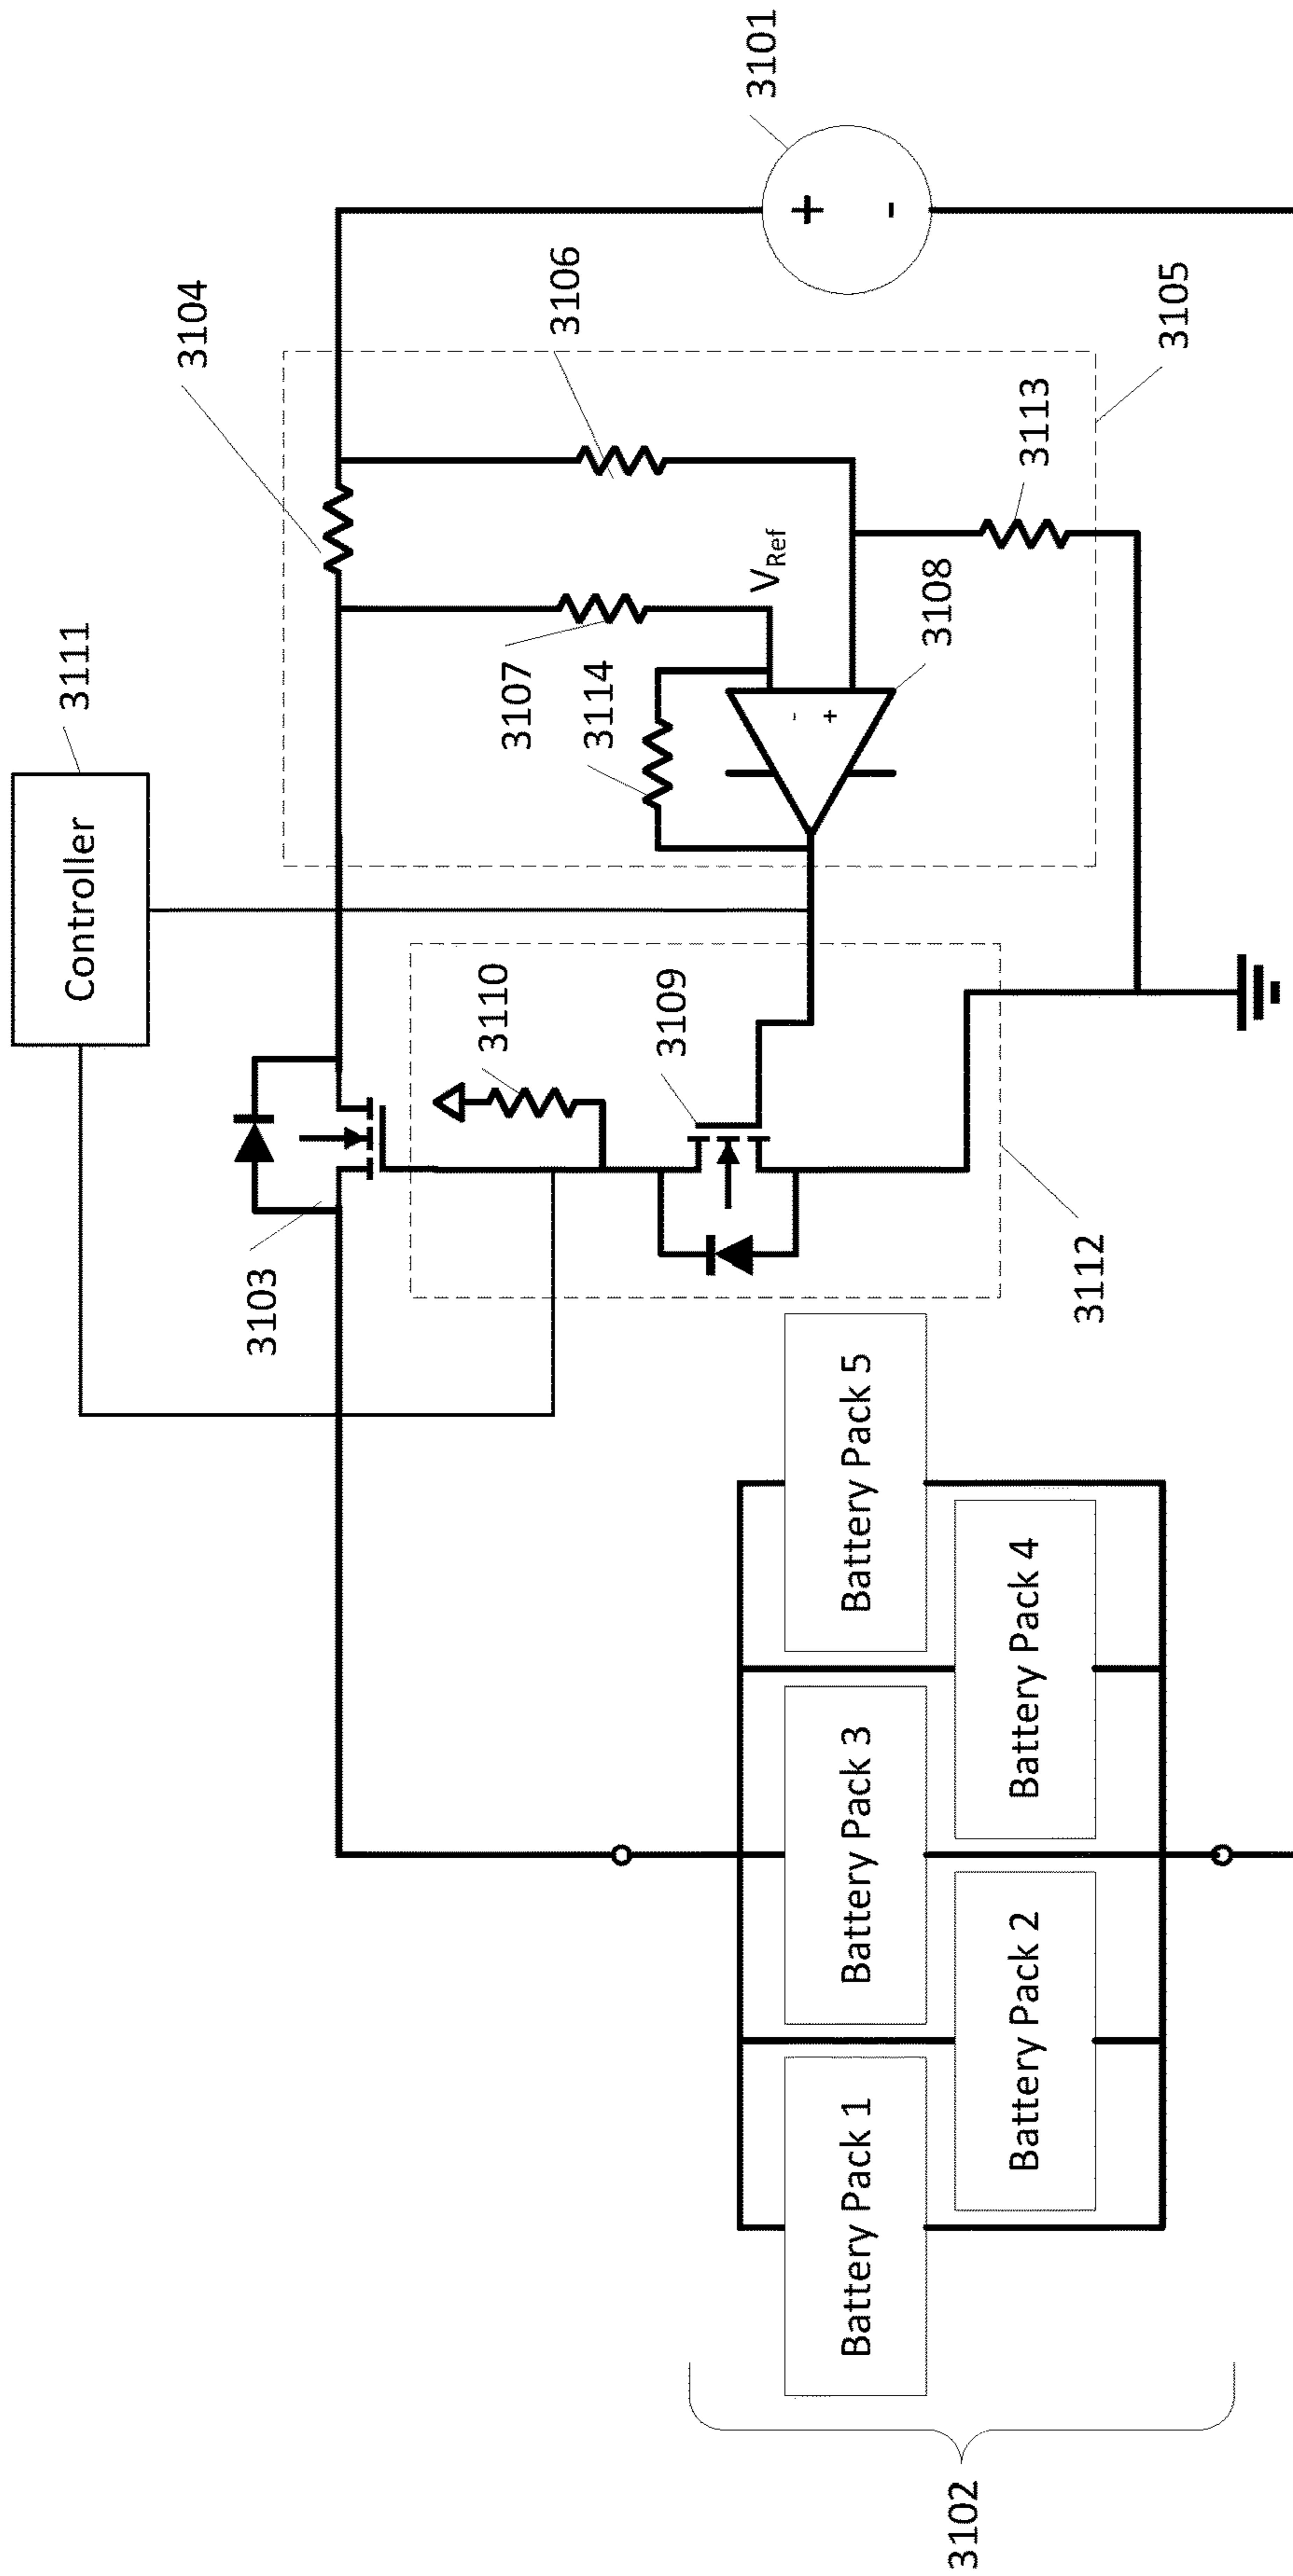 3111
Controller
3104
3106
3101
3103
3110
3107
3114
V_Ref
3109
3108
3113
3105
3112
Battery Pack 1
Battery Pack 3
Battery Pack 5
Battery Pack 2
Battery Pack 4
3102
+
-
-
+